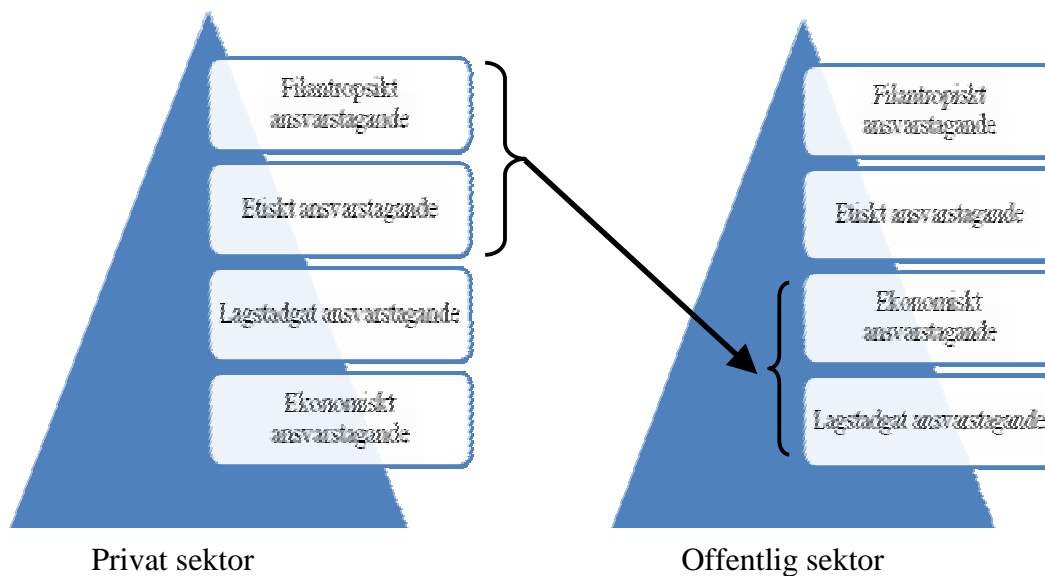 Filantropsikt
ansvarstagande
Etiskt ansvarstagande
Lagstadgat ansvarstagande
Ekonomiskt
ansvarstagande
Privat sektor
Filantropiskt
ansvarstagande
Etiskt ansvarstagande
Ekonomiskt
ansvarstagande
Lagstadgat ansvarstagande
Offentlig sektor